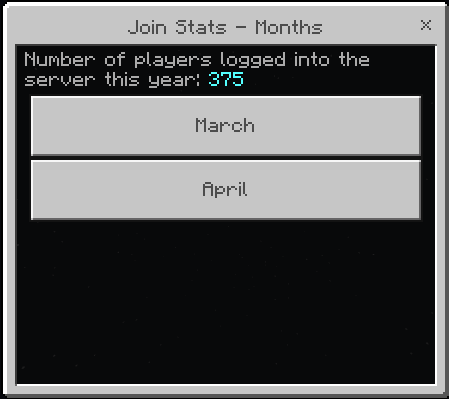 Join Stats - Months
Number of players logged into the
server this year: 375
March
April